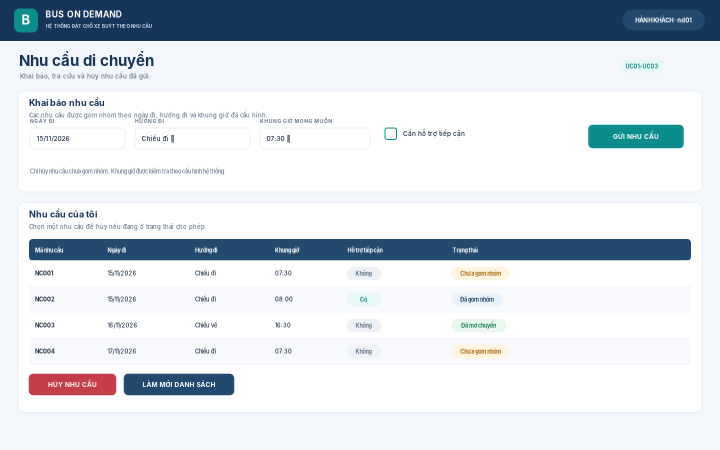 B
BUS ON DEMAND
HỆ THỐNG ĐẶT CHỖ XE BUÝT THEO NHU CẦU
HÀNH KHÁCH · nd01
Nhu cầu di chuyển
Khai báo, tra cứu và hủy nhu cầu đã gửi.
UC01-UC03
Khai báo nhu cầu
Các nhu cầu được gom nhóm theo ngày đi, hướng đi và khung giờ đã cấu hình.
NGÀY ĐI HƯỚNG ĐI KHUNG GIỜ MONG MUỐN
15/11/2026 Chiều đi 07:30 Cần hỗ trợ tiếp cận GỬI NHU CẦU
Chỉ hủy nhu cầu chưa gom nhóm. Khung giờ được kiểm tra theo cấu hình hệ thống.
Nhu cầu của tôi
Chọn một nhu cầu để hủy nếu đang ở trạng thái cho phép.
Mã nhu cầu Ngày đi Hướng đi Khung giờ Hỗ trợ tiếp cận Trạng thái
NC001 15/11/2026 Chiều đi 07:30 Không Chưa gom nhóm
NC002 15/11/2026 Chiều đi 08:00 Có Đã gom nhóm
NC003 16/11/2026 Chiều về 16:30 Không Đã mở chuyến
NC004 17/11/2026 Chiều đi 07:30 Không Chưa gom nhóm
HỦY NHU CẦU LÀM MỚI DANH SÁCH